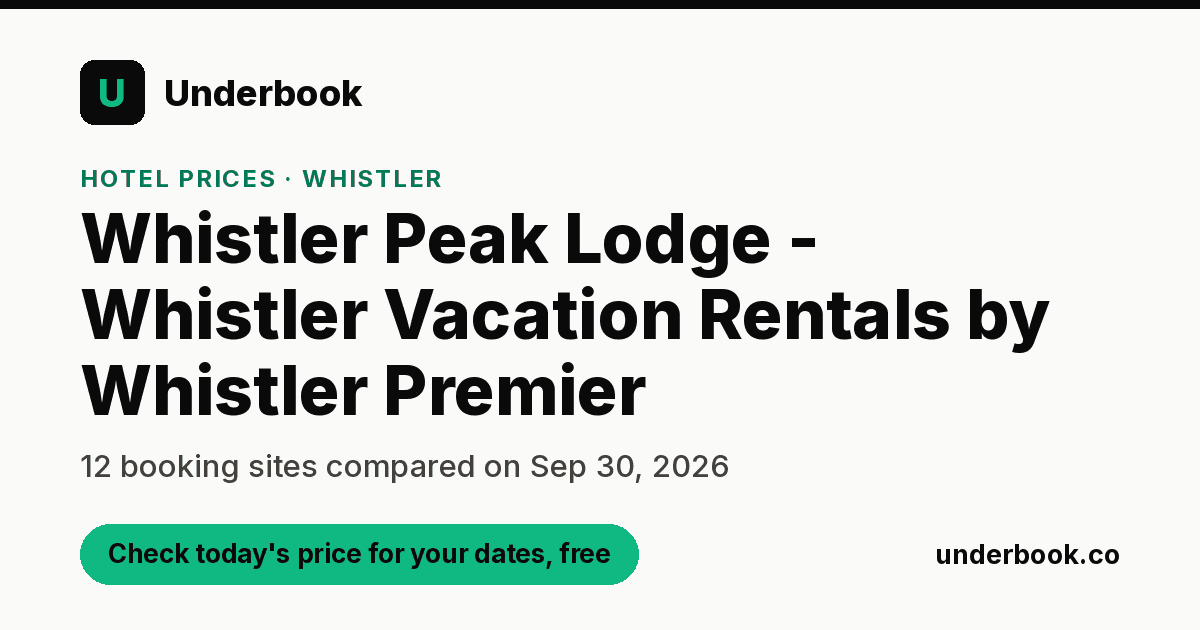 U Underbook
HOTEL PRICES · WHISTLER
Whistler Peak Lodge -
Whistler Vacation Rentals by
Whistler Premier
12 booking sites compared on Sep 30, 2026
Check today's price for your dates, free
underbook.co